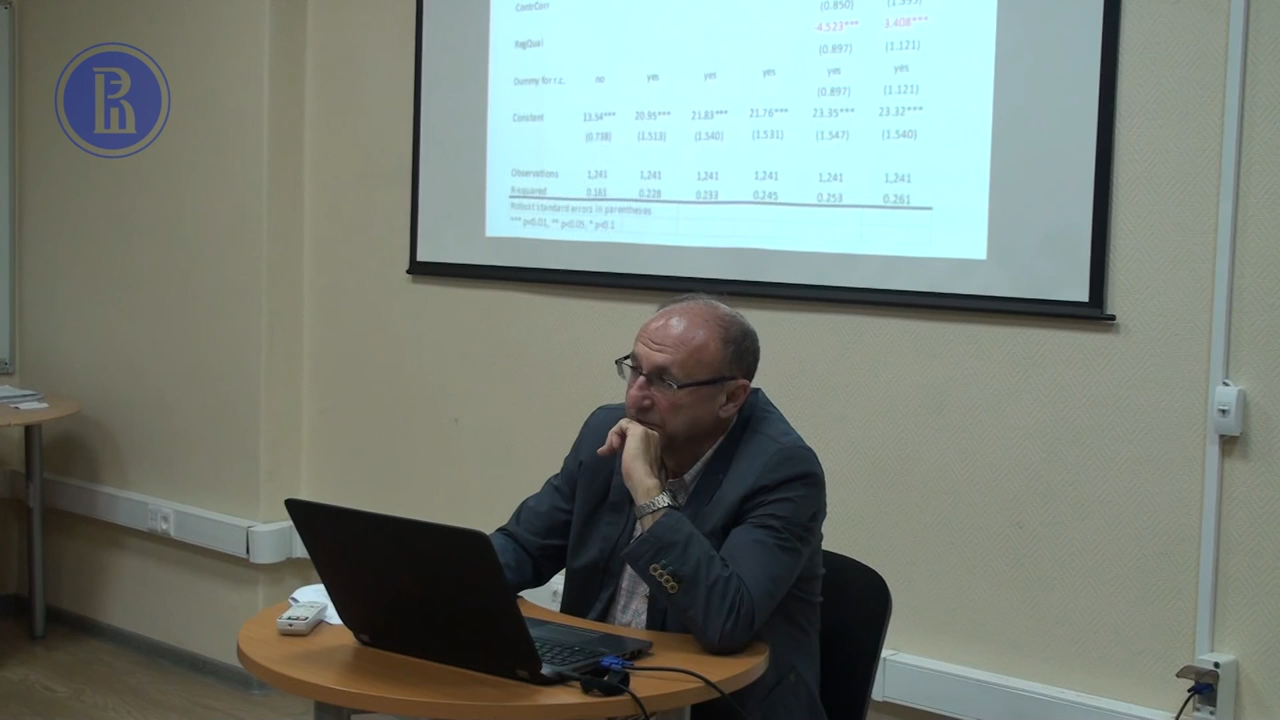 ContrCorr
(0.850) (1.395)
-4.523*** -3.408***
RegQual
(0.897) (1.121)
Dummy for r.c. no yes yes yes yes yes
(0.897) (1.121)
Constant 13.54*** 20.95*** 21.83*** 21.76*** 23.35*** 23.32***
(0.738) (1.513) (1.540) (1.531) (1.547) (1.540)
Observations 1,241 1,241 1,241 1,241 1,241 1,241
R-squared 0.163 0.228 0.233 0.245 0.253 0.261
Robust standard errors in parentheses
*** p<0.01, ** p<0.05, * p<0.1